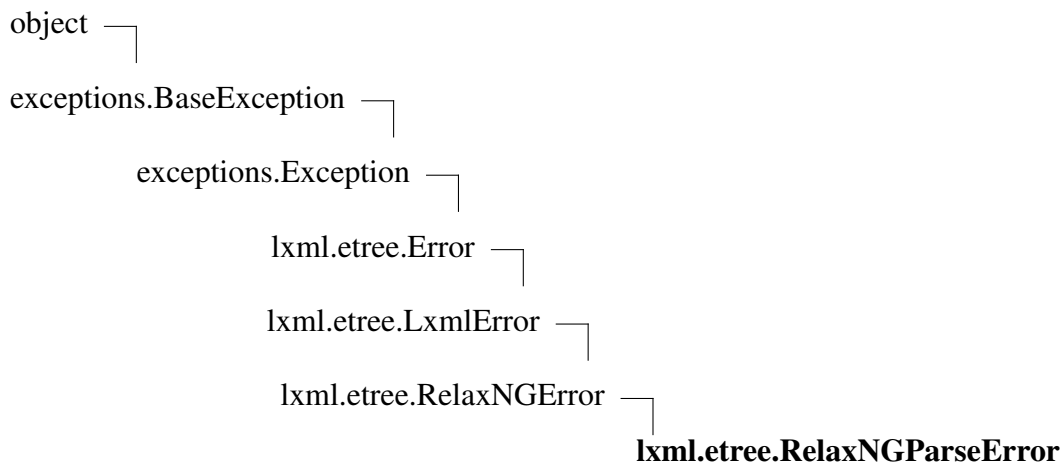 object
exceptions.BaseException
exceptions.Exception
lxml.etree.Error
lxml.etree.LxmlError
lxml.etree.RelaxNGError
lxml.etree.RelaxNGParseError